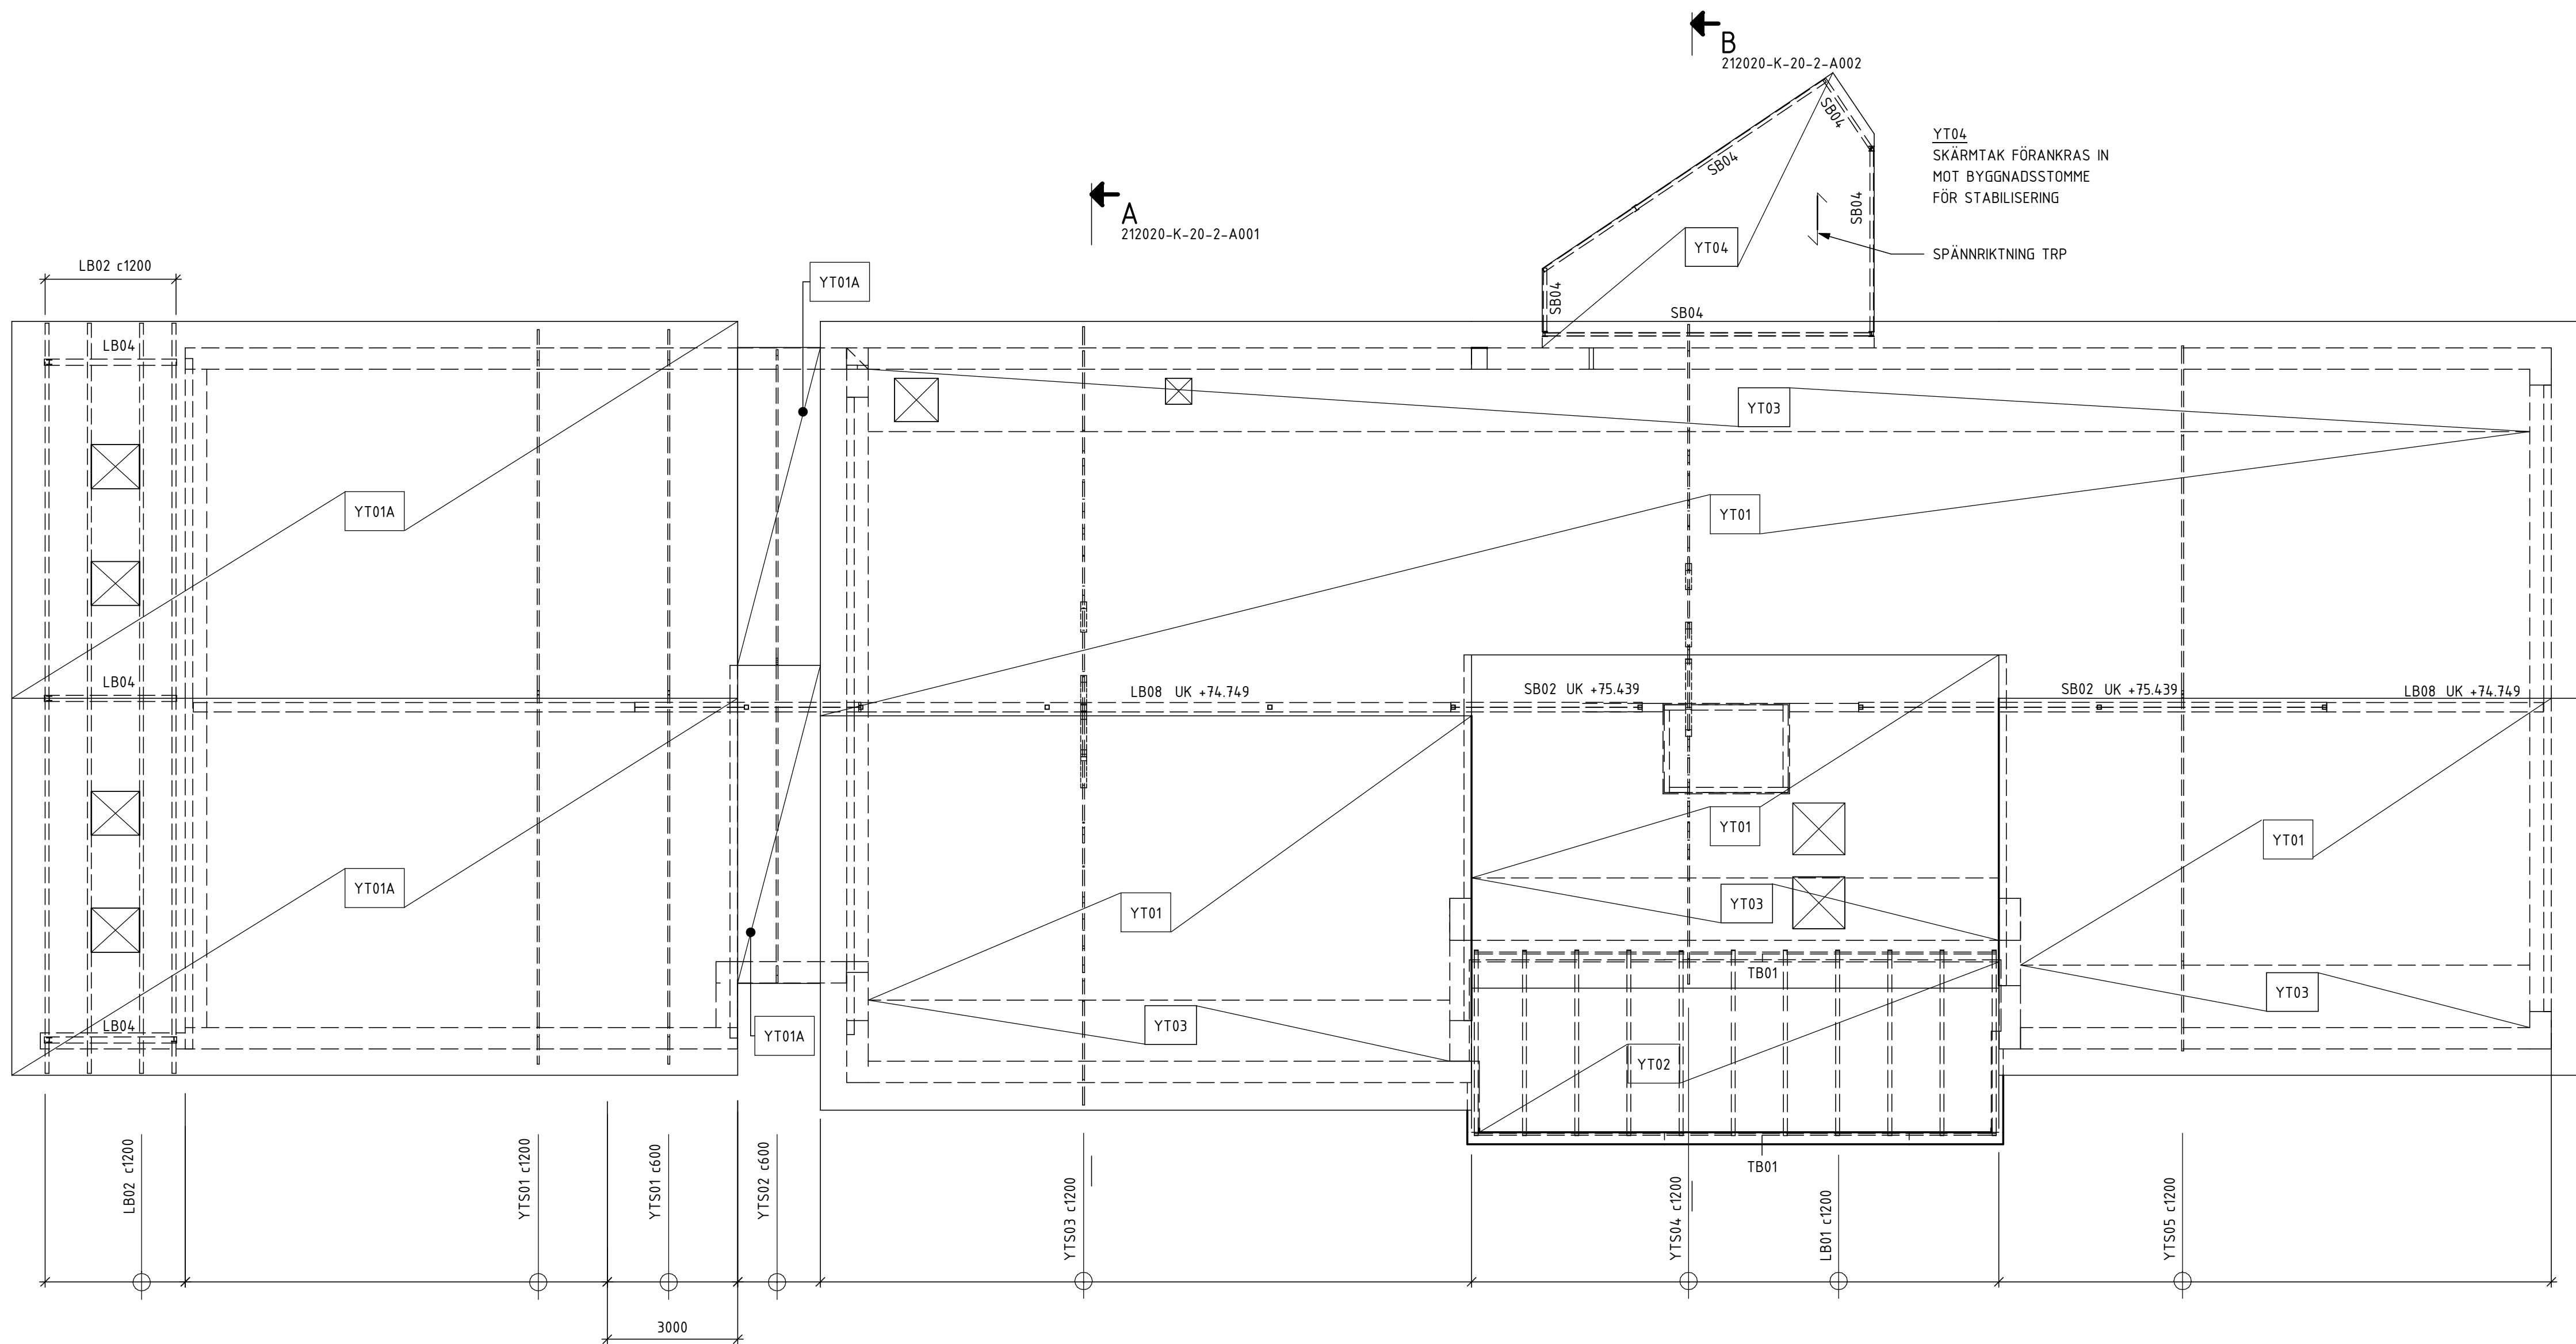 B
212020-K-20-2-A002
SB04
YT04
SKÄRMTAK FÖRANKRAS IN
MOT BYGGNADSSTOMME
FÖR STABILISERING
SB04
SB04
A
212020-K-20-2-A001
YT04
SPÄNNRIKTNING TRP
LB02 c1200
YT01A
SB04
SB04
LB04
YT03
YT01A
YT01
LB04
LB08 UK +74.749
SB02 UK +75.439
SB02 UK +75.439
LB08 UK +74.749
YT01
YT01
YT01A
YT03
YT01
TB01
YT03
LB04
YT01A
YT03
YT02
TB01
LB02 c1200
YTS01 c1200
YTS01 c600
YTS02 c600
YTS03 c1200
YTS04 c1200
LB01 c1200
YTS05 c1200
3000